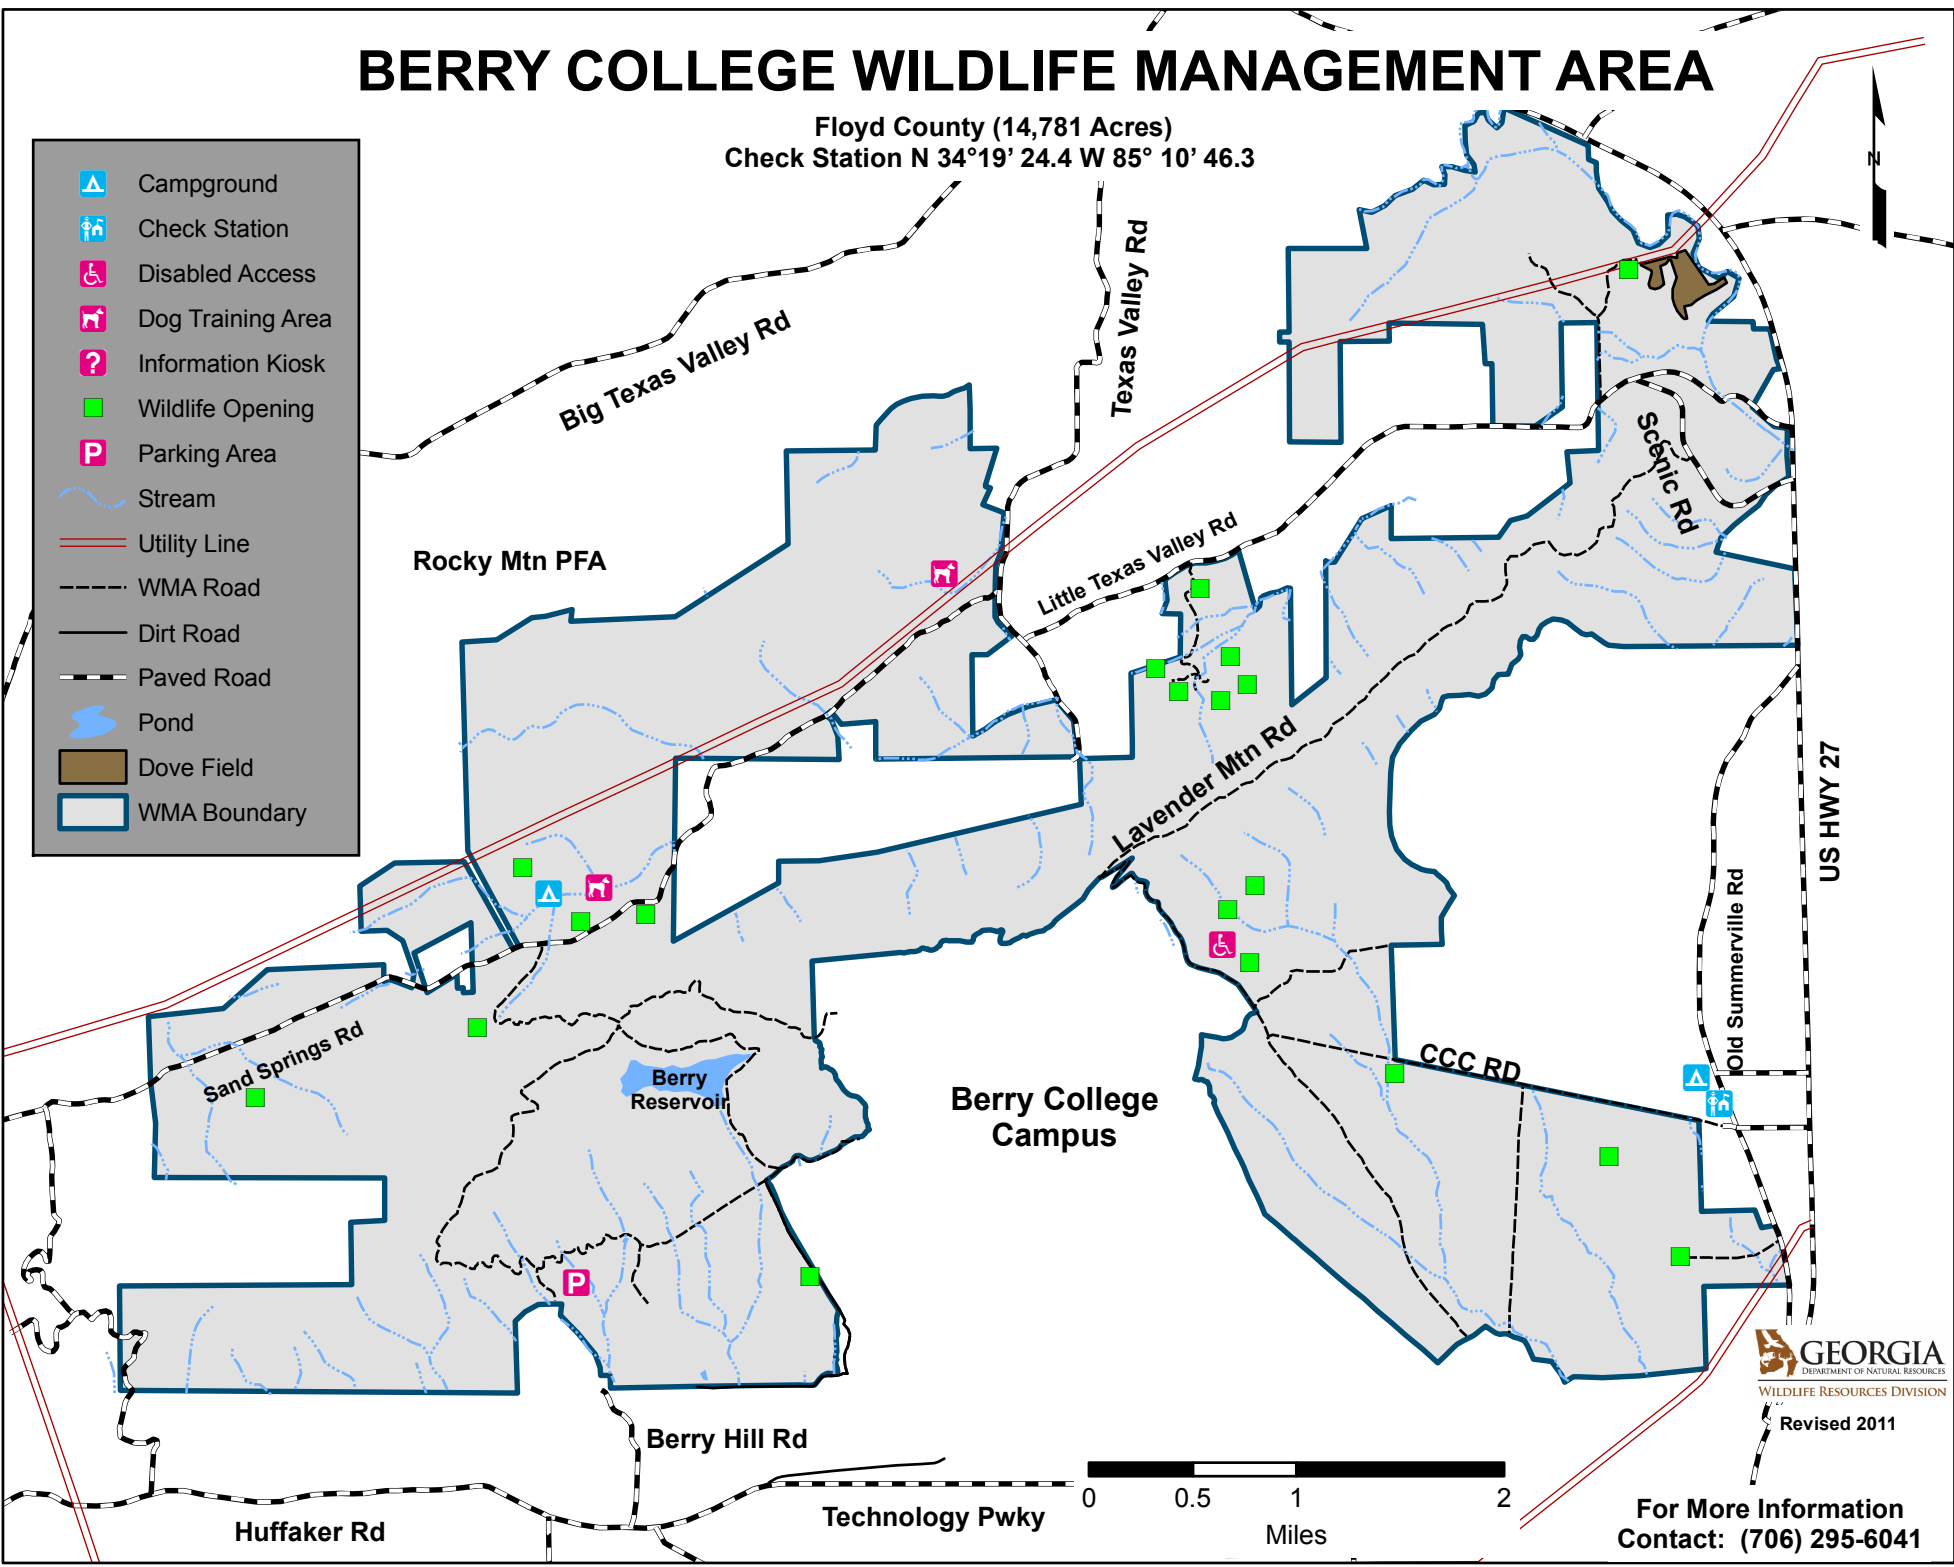 BERRY COLLEGE WILDLIFE MANAGEMENT AREA
Floyd County (14,781 Acres)
Check Station N 34°19’ 24.4 W 85° 10’ 46.3
N
Campground
Check Station
Disabled Access
Dog Training Area
? Information Kiosk
Wildlife Opening
P Parking Area
Stream
Utility Line
WMA Road
Dirt Road
Paved Road
Pond
Dove Field
WMA Boundary
Big Texas Valley Rd
Texas Valley Rd
Scenic Rd
Rocky Mtn PFA
Little Texas Valley Rd
Lavender Mtn Rd
US HWY 27
Old Summerville Rd
Sand Springs Rd
CCC RD
Berry
Reservoir
Berry College
Campus
P
GEORGIA
DEPARTMENT OF NATURAL RESOURCES
WILDLIFE RESOURCES DIVISION
Revised 2011
Berry Hill Rd
Huffaker Rd
Technology Pwky
0 0.5 1 2
Miles
For More Information
Contact: (706) 295-6041